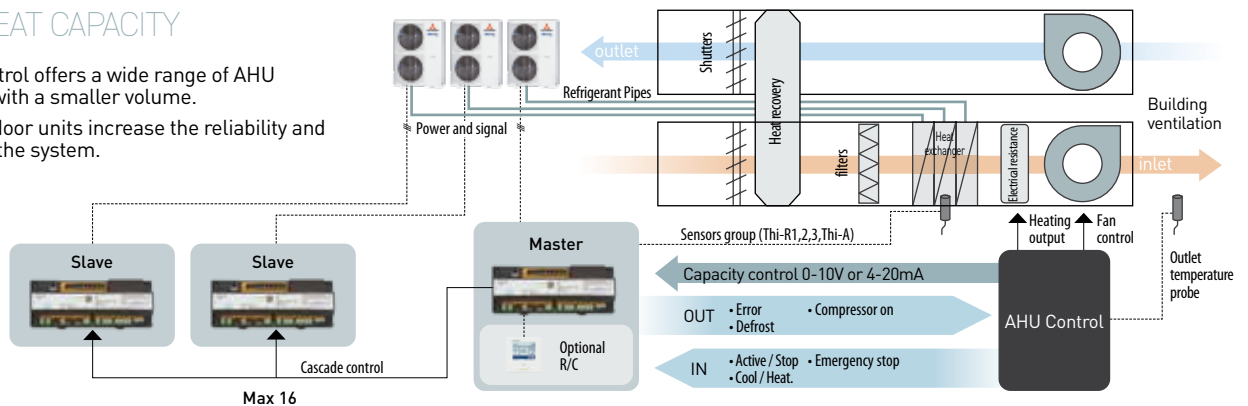 EAT CAPACITY
trol offers a wide range of AHU
with a smaller volume.
door units increase the reliability and
the system.
outlet
Shutters
Heat recovery
Refrigerant Pipes
Power and signal
filters
Heat
exchanger
Electrical resistance
Building
ventilation
inlet
Slave
Slave
Master
Sensors group (Thi-R1,2,3,Thi-A)
Heating
output
Fan
control
Outlet
temperature
probe
Capacity control 0-10V or 4-20mA
OUT
• Error
• Compressor on
• Defrost
AHU Control
IN
• Active / Stop
• Emergency stop
• Cool / Heat.
Optional
R/C
Cascade control
Max 16